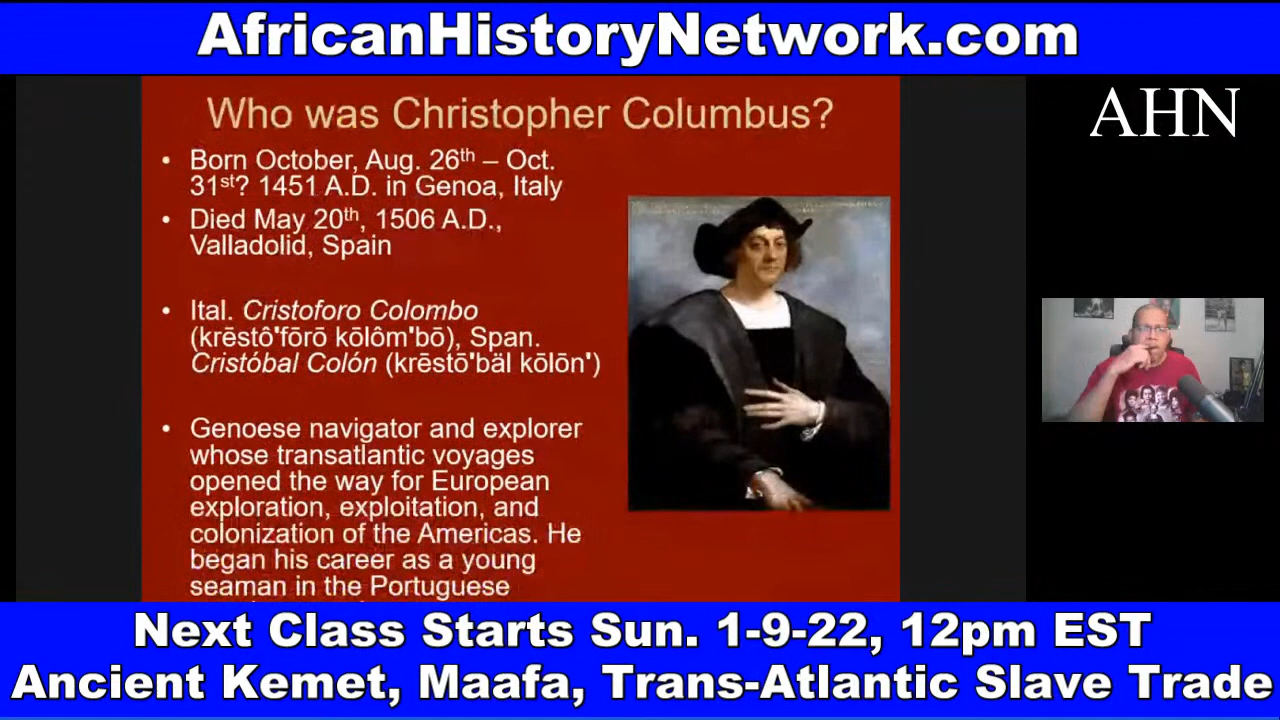 AfricanHistoryNetwork.com
AHN
Who was Christopher Columbus?
• Born October, Aug. 26th – Oct.
31st? 1451 A.D. in Genoa, Italy
• Died May 20th, 1506 A.D.,
Valladolid, Spain
• Ital. Cristoforo Colombo
(krēstô'fōrō kōlôm'bō), Span.
Cristóbal Colón (krēstō'bäl kōlōn')
• Genoese navigator and explorer
whose transatlantic voyages
opened the way for European
exploration, exploitation, and
colonization of the Americas. He
began his career as a young
seaman in the Portuguese
Next Class Starts Sun. 1-9-22, 12pm EST
Ancient Kemet, Maafa, Trans-Atlantic Slave Trade